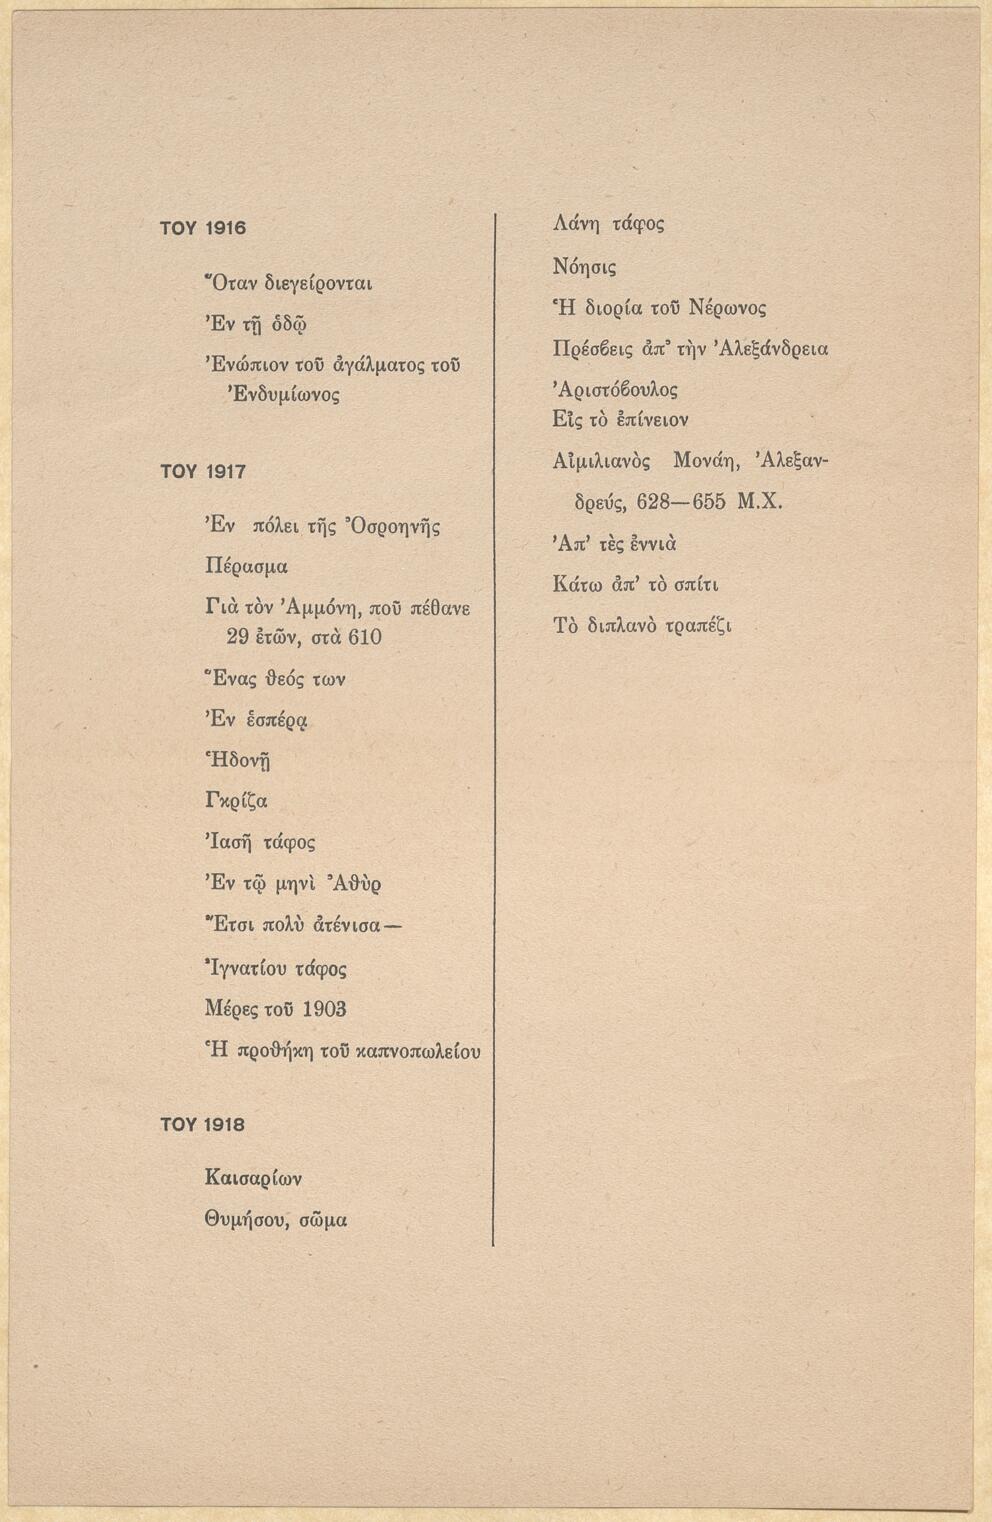 ΤΟΥ 1916
Ὅταν διεγείρονται
Ἐν τῇ ὁδῷ
Ἐνώπιον τοῦ ἀγάλματος τοῦ
Ἐνδυμίωνος
ΤΟΥ 1917
Ἐν πόλει τῆς Ὀσροηνῆς
Πέρασμα
Γιὰ τὸν Ἀμμόνη, ποῦ πέθανε
29 ἐτῶν, στὰ 610
Ἕνας θεός των
Ἐν ἑσπέρᾳ
Ἡδονῇ
Γκρίζα
Ἰασῆ τάφος
Ἐν τῷ μηνὶ Ἀθὺρ
Ἔτσι πολὺ ἀτένισα—
Ἰγνατίου τάφος
Μέρες τοῦ 1903
Ἡ προθήκη τοῦ καπνοπωλείου
ΤΟΥ 1918
Καισαρίων
Θυμήσου, σῶμα
Λάνη τάφος
Νόησις
Ἡ διορία τοῦ Νέρωνος
Πρέσβεις ἀπ' τὴν Ἀλεξάνδρεια
Ἀριστόβουλος
Εἰς τὸ ἐπίνειον
Αἰμιλιανὸς Μονάη, Ἀλεξαν-
δρεύς, 628—655 Μ.Χ.
Ἀπ' τὲς ἐννιὰ
Κάτω ἀπ' τὸ σπίτι
Τὸ διπλανὸ τραπέζι